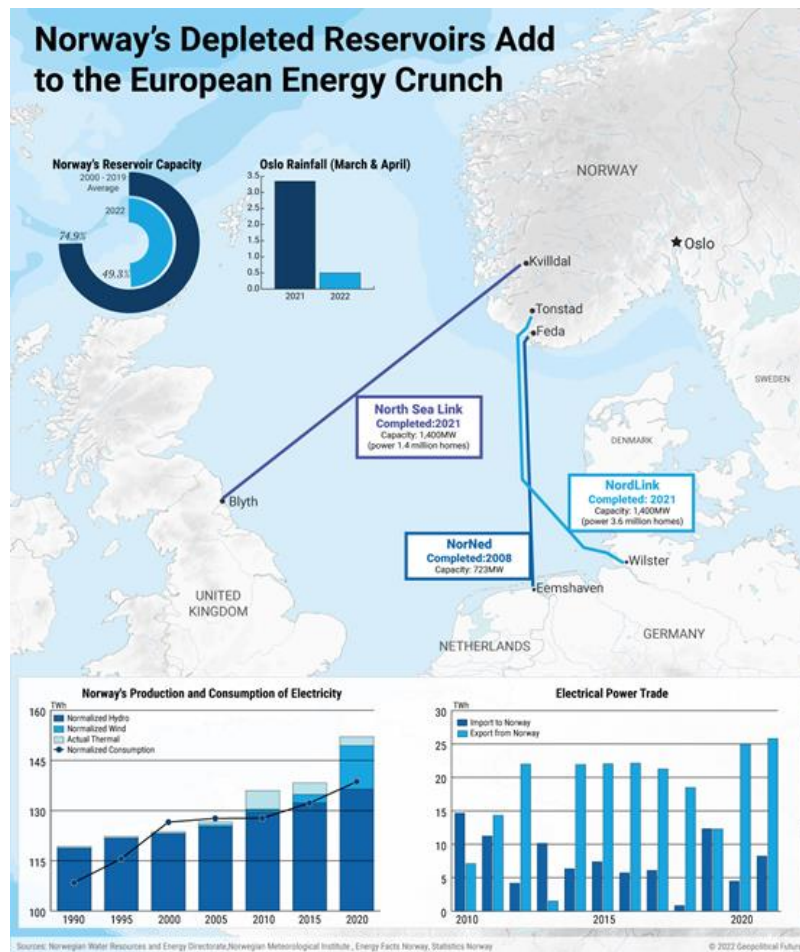 Norway's Depleted Reservoirs Add
to the European Energy Crunch
Norway's Reservoir Capacity
2000 - 2019
Average
2022
74.9%
49.3%
Oslo Rainfall (March & April)
3.5
3.0
2.5
2.0
1.5
1.0
0.5
0.0
2021
2022
NORWAY
Oslo
Kvilldal
Tonstad
Feda
SWEDEN
North Sea Link
Completed:2021
Capacity: 1,400MW
(power 1.4 million homes)
DENMARK
NordLink
Completed: 2021
Capacity: 1,400MW
(power 3.6 million homes)
Blyth
NorNed
Completed:2008
Capacity: 723MW
Wilster
Eemshaven
UNITED
KINGDOM
NETHERLANDS
GERMANY
Norway's Production and Consumption of Electricity
TWh
160
145
130
115
100
Normalized Hydro
Normalized Wind
Actual Thermal
Normalized Consumption
1990 1995 2000 2005 2010 2015 2020
Electrical Power Trade
TWh
30
25
20
15
10
5
0
Import to Norway
Export from Norway
2010 2015 2020
Sources: Norwegian Water Resources and Energy Directorate,Norwegian Meteorological Institute , Energy Facts Norway, Statistics Norway
© 2022 Geopolitical Futur